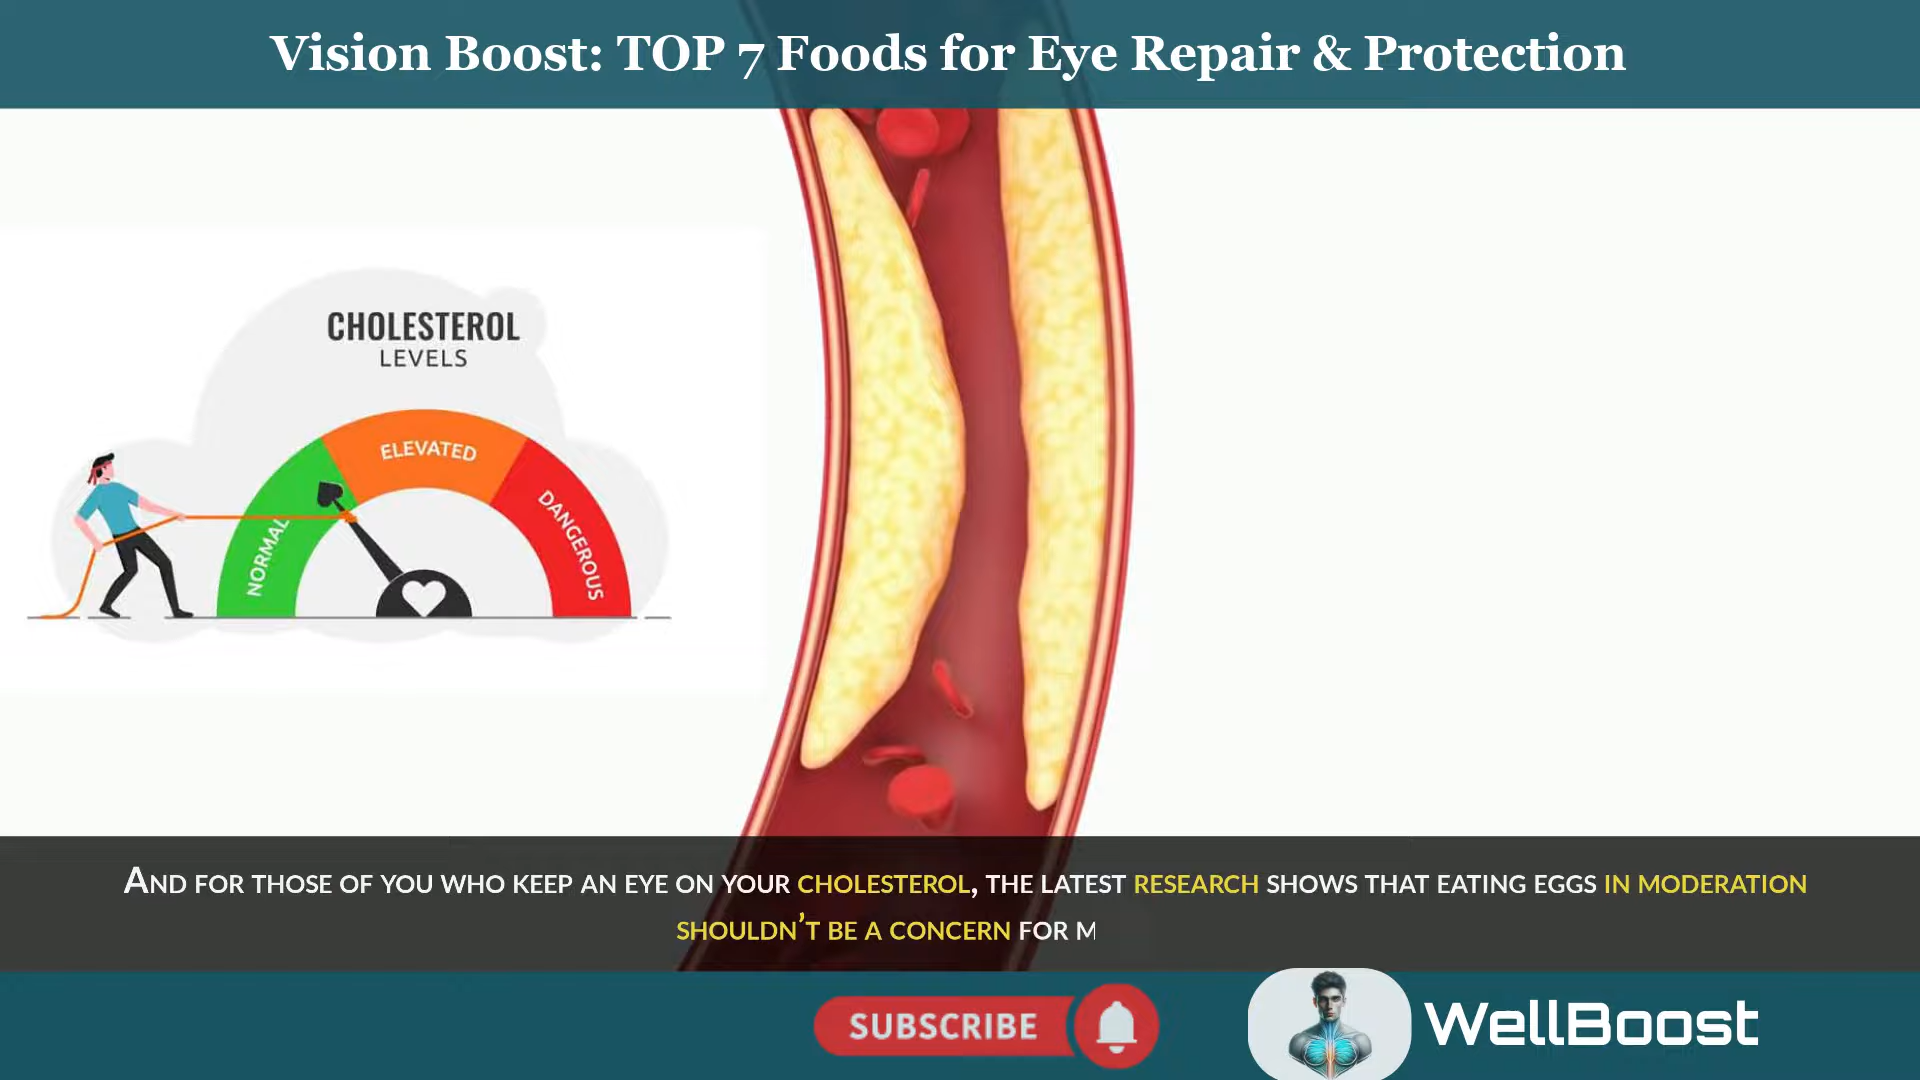 Vision Boost: TOP 7 Foods for Eye Repair & Protection
CHOLESTEROL
LEVELS
ELEVATED
NORMAL
DANGEROUS
And for those of you who keep an eye on your cholesterol, the latest research shows that eating eggs in moderation
shouldn't be a concern for m
SUBSCRIBE
WellBoost